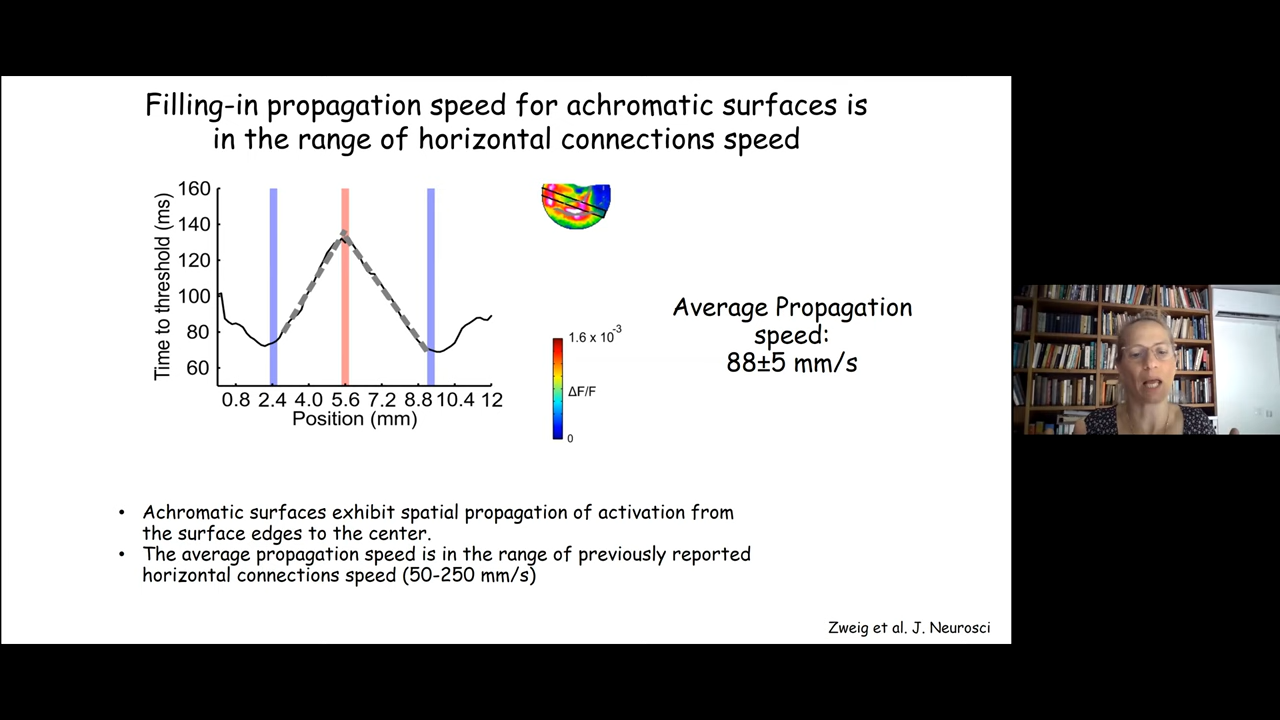 Filling-in propagation speed for achromatic surfaces is
in the range of horizontal connections speed
Time to threshold (ms)
160
140
120
100
80
60
0.8 2.4 4.0 5.6 7.2 8.8 10.4 12
Position (mm)
1.6 x 10-3
ΔF/F
0
Average Propagation
speed:
88±5 mm/s
• Achromatic surfaces exhibit spatial propagation of activation from
the surface edges to the center.
• The average propagation speed is in the range of previously reported
horizontal connections speed (50-250 mm/s)
Zweig et al. J. Neurosci